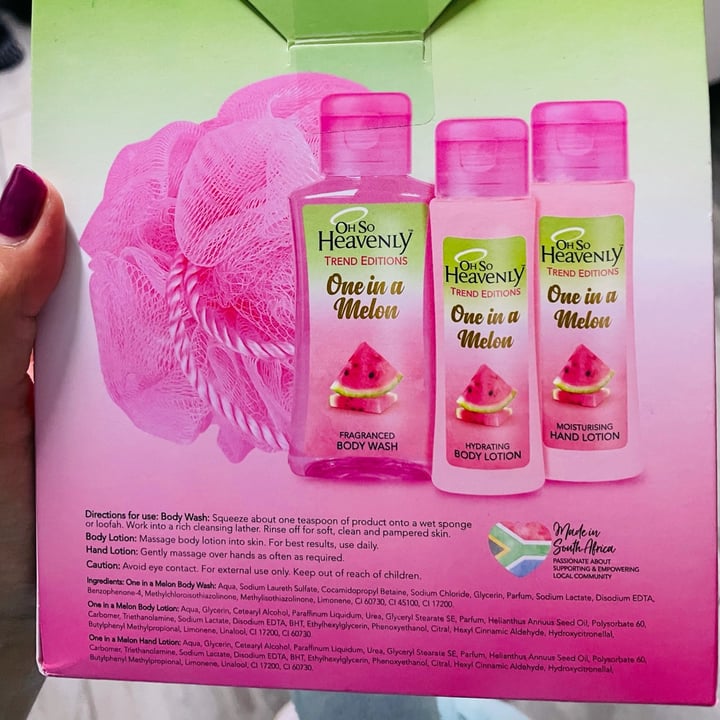 OH SO
HEAVENLY™
TREND EDITIONS
One in a
Melon
FRAGRANCED
BODY WASH
OH SO
HEAVENLY™
TREND EDITIONS
One in a
Melon
HYDRATING
BODY LOTION
OH SO
HEAVENLY™
TREND EDITIONS
One in a
Melon
MOISTURISING
HAND LOTION
Directions for use: Body Wash: Squeeze about one teaspoon of product onto a wet sponge
or loofah. Work into a rich cleansing lather. Rinse off for soft, clean and pampered skin.
Body Lotion: Massage body lotion into skin. For best results, use daily.
Hand Lotion: Gently massage over hands as often as required.
Caution: Avoid eye contact. For external use only. Keep out of reach of children.
Made in
South Africa
PASSIONATE ABOUT
SUPPORTING & EMPOWERING
LOCAL COMMUNITY
Ingredients: One in a Melon Body Wash: Aqua, Sodium Laureth Sulfate, Cocamidopropyl Betaine, Sodium Chloride, Glycerin, Parfum, Sodium Lactate, Disodium EDTA,
Benzophenone-4, Methylchloroisothiazolinone, Methylisothiazolinone, Limonene, CI 60730, CI 45100, CI 17200.
One in a Melon Body Lotion: Aqua, Glycerin, Cetearyl Alcohol, Paraffinum Liquidum, Urea, Glyceryl Stearate SE, Parfum, Helianthus Annuus Seed Oil, Polysorbate 60,
Carbomer, Triethanolamine, Sodium Lactate, Disodium EDTA, BHT, Ethylhexylglycerin, Phenoxyethanol, Citral, Hexyl Cinnamic Aldehyde, Hydroxycitronellal,
Butylphenyl Methylpropional, Limonene, Linalool, CI 17200, CI 60730.
One in a Melon Hand Lotion: Aqua, Glycerin, Cetearyl Alcohol, Paraffinum Liquidum, Urea, Glyceryl Stearate SE, Parfum, Helianthus Annuus Seed Oil, Polysorbate 60,
Carbomer, Triethanolamine, Sodium Lactate, Disodium EDTA, BHT, Ethylhexylglycerin, Phenoxyethanol, Citral, Hexyl Cinnamic Aldehyde, Hydroxycitronellal,
Butylphenyl Methylpropional, Limonene, Linalool, CI 17200, CI 60730.